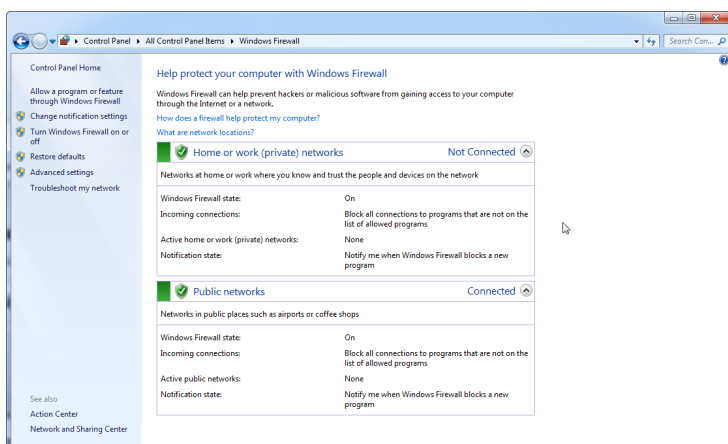 Control Panel
All Control Panel Items
Windows Firewall
Search Con...
Control Panel Home
Allow a program or feature
through Windows Firewall
Change notification settings
Turn Windows Firewall on or
off
Restore defaults
Advanced settings
Troubleshoot my network
See also
Action Center
Network and Sharing Center
Help protect your computer with Windows Firewall
Windows Firewall can help prevent hackers or malicious software from gaining access to your computer
through the Internet or a network.
How does a firewall help protect my computer?
What are network locations?
Home or work (private) networks
Not Connected
Networks at home or work where you know and trust the people and devices on the network
Windows Firewall state:
On
Incoming connections:
Block all connections to programs that are not on the
list of allowed programs
Active home or work (private) networks:
None
Notification state:
Notify me when Windows Firewall blocks a new
program
Public networks
Connected
Networks in public places such as airports or coffee shops
Windows Firewall state:
On
Incoming connections:
Block all connections to programs that are not on the
list of allowed programs
Active public networks:
None
Notification state:
Notify me when Windows Firewall blocks a new
program